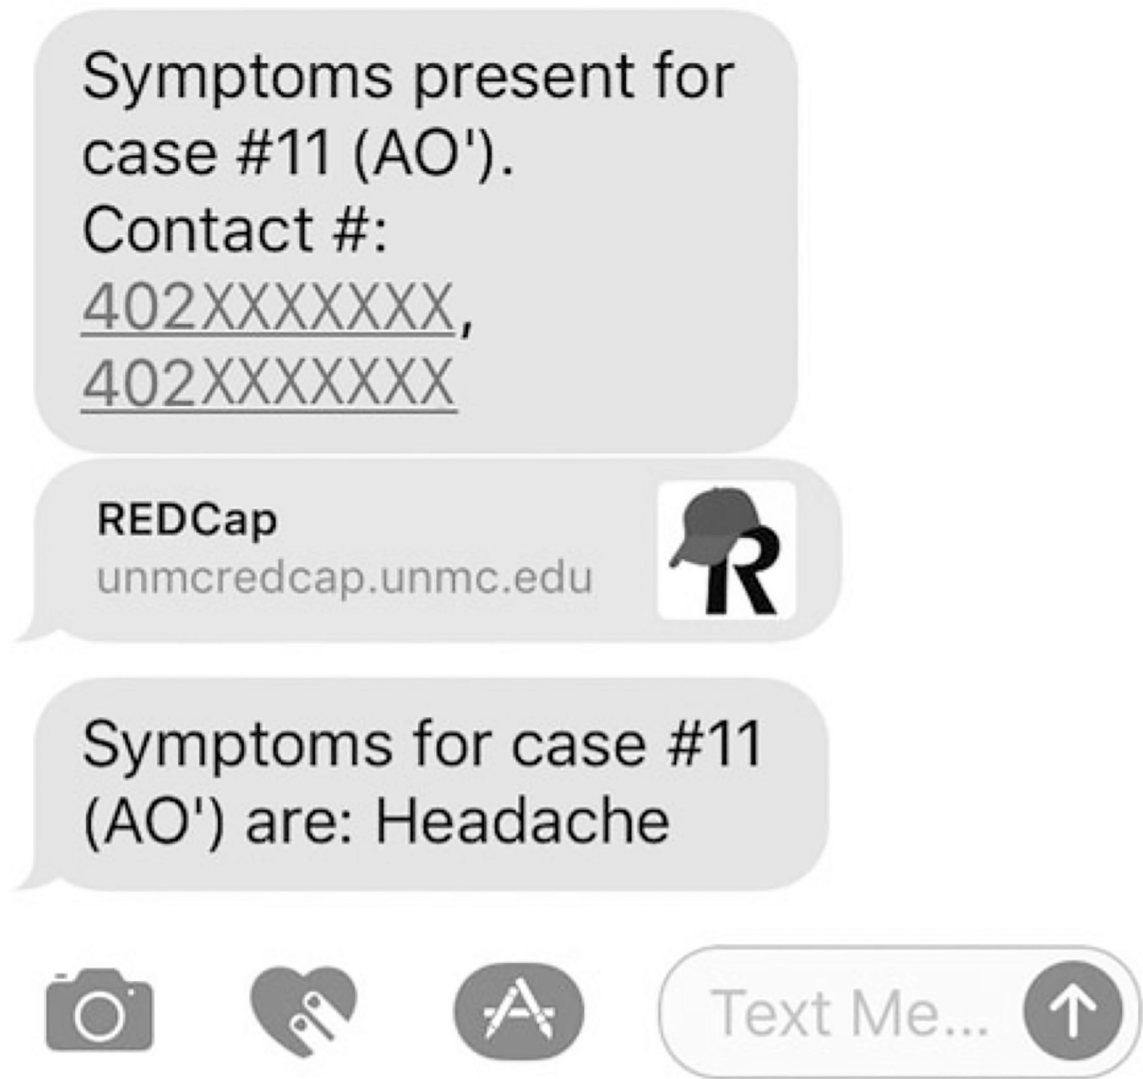 Symptoms present for
case #11 (AO').
Contact #:
402XXXXXXX,
402XXXXXXX
REDCap
unmcredcap.unmc.edu
R
Symptoms for case #11
(AO') are: Headache
Text Me...